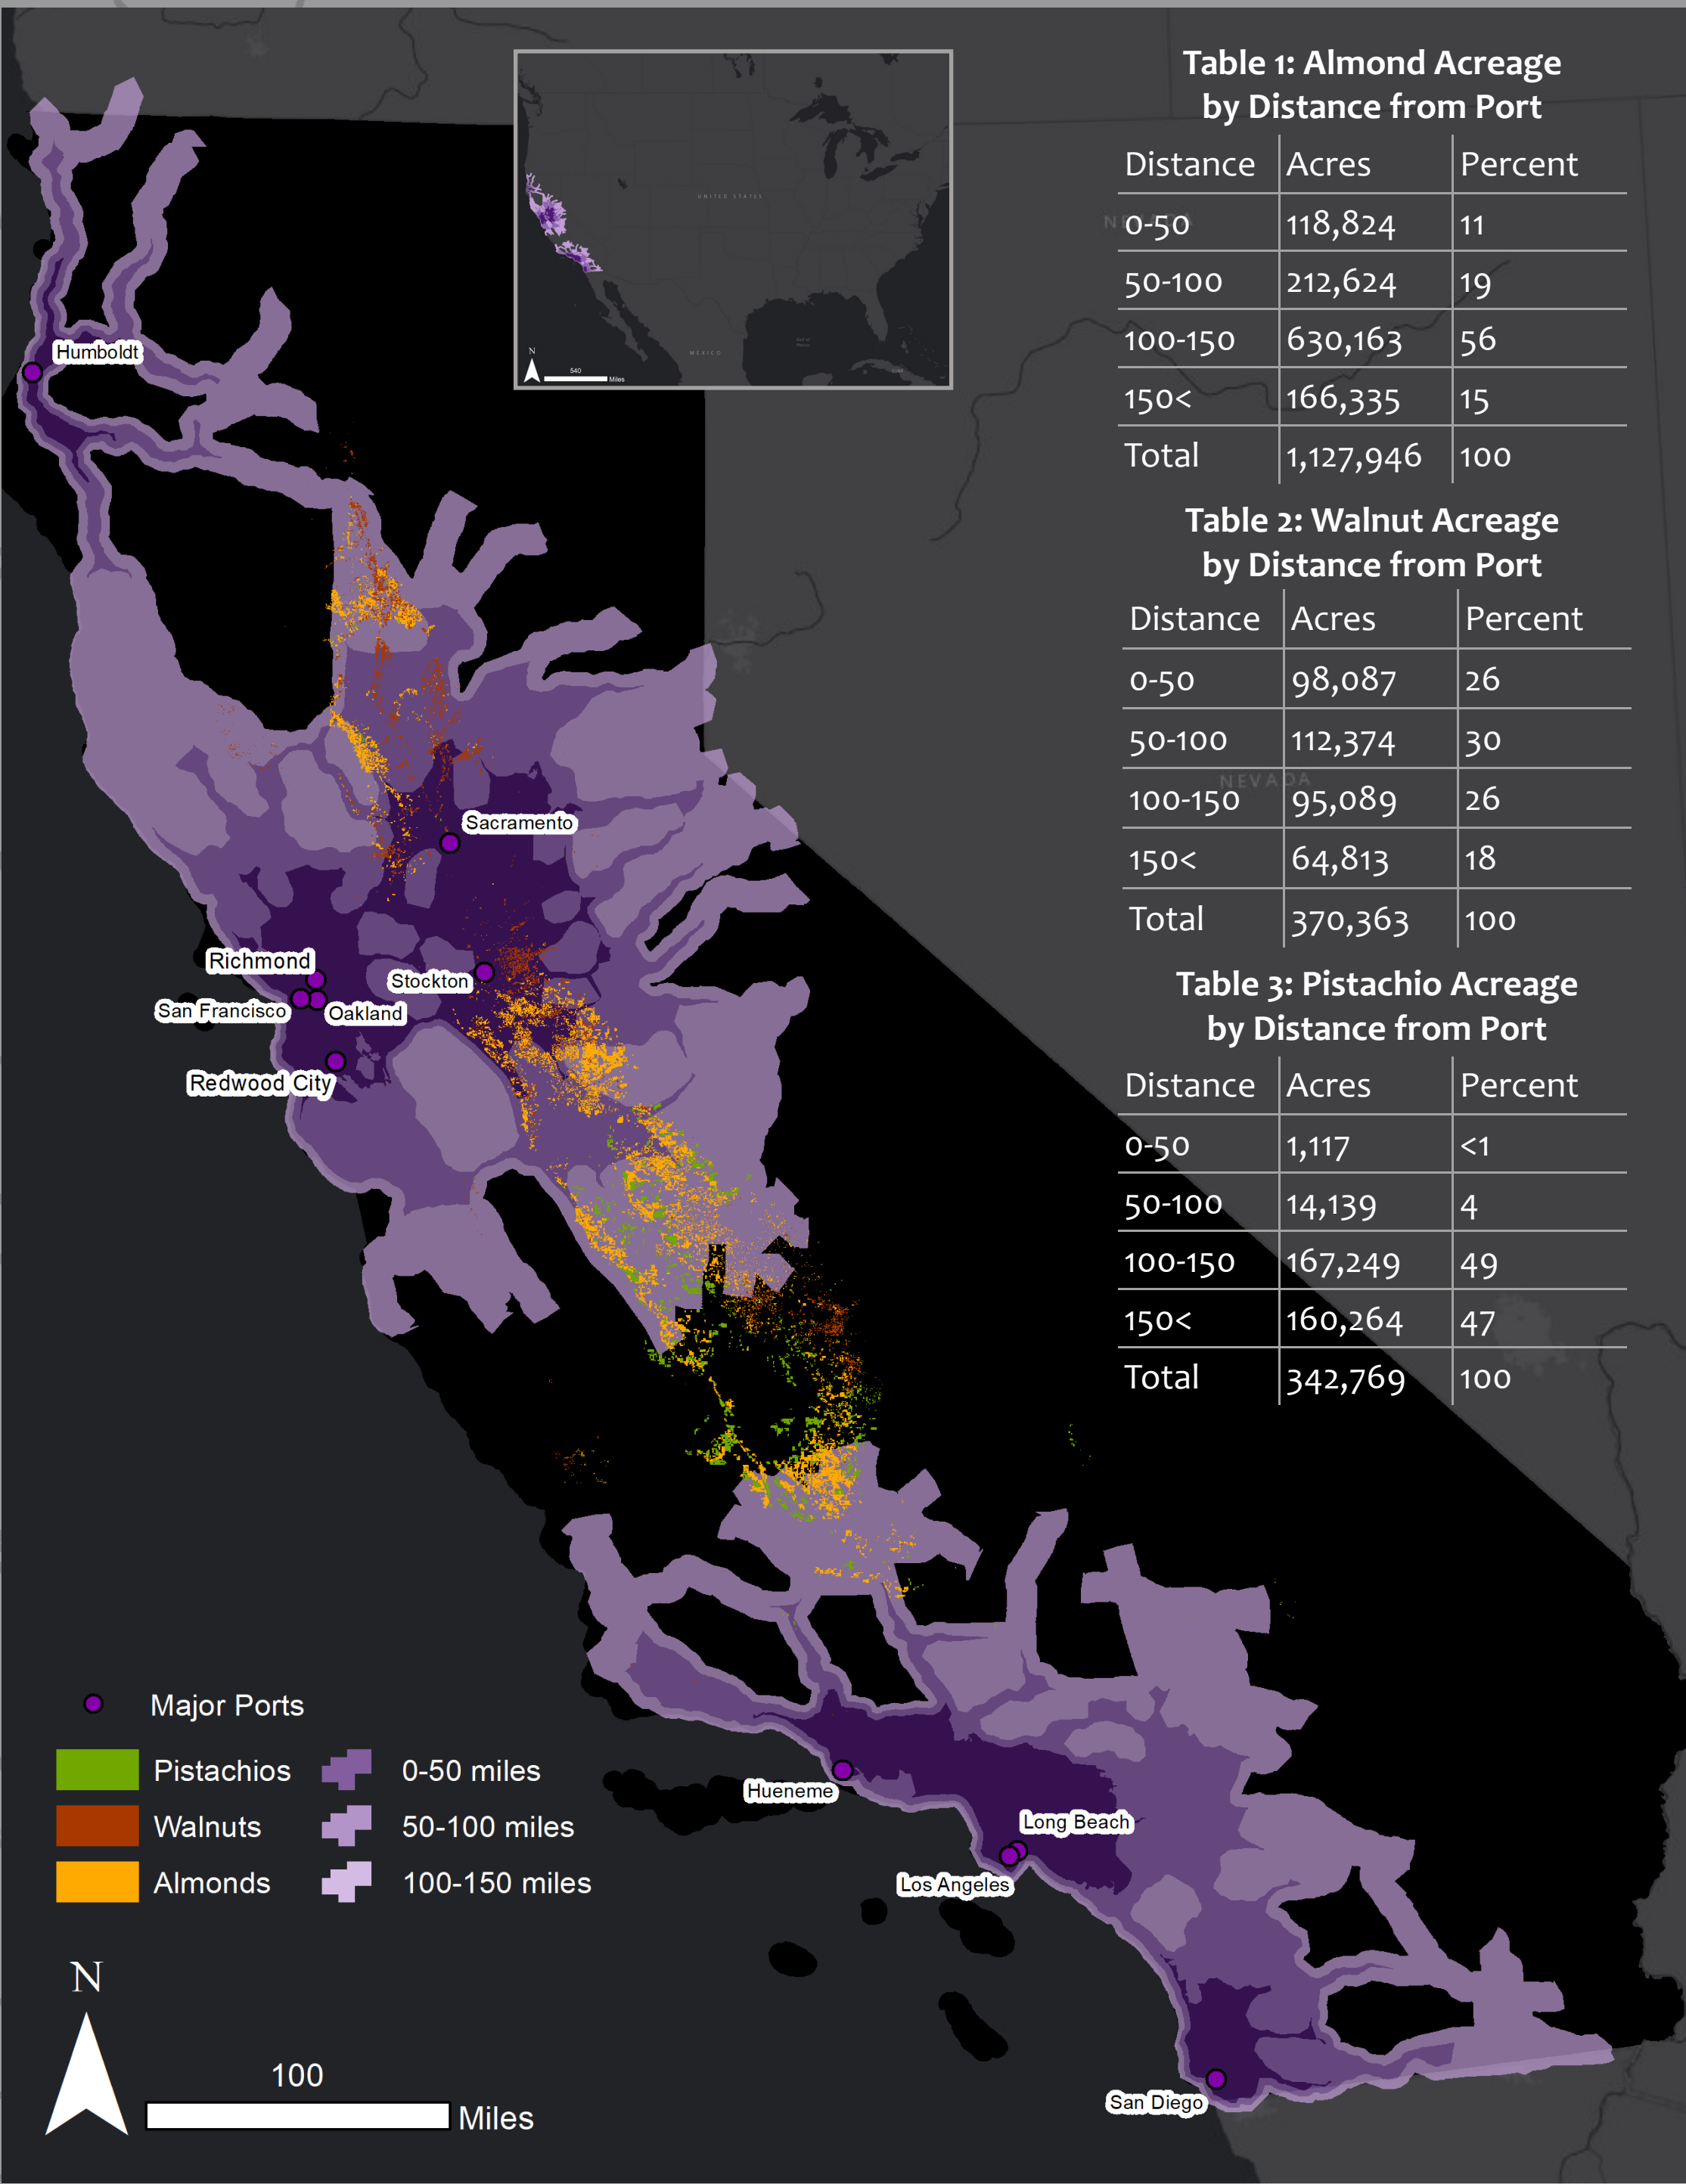 Table 1: Almond Acreage
by Distance from Port
Distance Acres Percent
0-50 118,824 11
50-100 212,624 19
100-150 630,163 56
150< 166,335 15
Total 1,127,946 100
Table 2: Walnut Acreage
by Distance from Port
Distance Acres Percent
0-50 98,087 26
50-100 112,374 30
100-150 95,089 26
150< 64,813 18
Total 370,363 100
Table 3: Pistachio Acreage
by Distance from Port
Distance Acres Percent
0-50 1,117 <1
50-100 14,139 4
100-150 167,249 49
150< 160,264 47
Total 342,769 100
NEVADA
NEVADA
UNITED STATES
MEXICO
N
540
Miles
Humboldt
Sacramento
Richmond
Stockton
San Francisco
Oakland
Redwood City
Hueneme
Long Beach
Los Angeles
San Diego
Major Ports
Pistachios 0-50 miles
Walnuts 50-100 miles
Almonds 100-150 miles
N
100
Miles